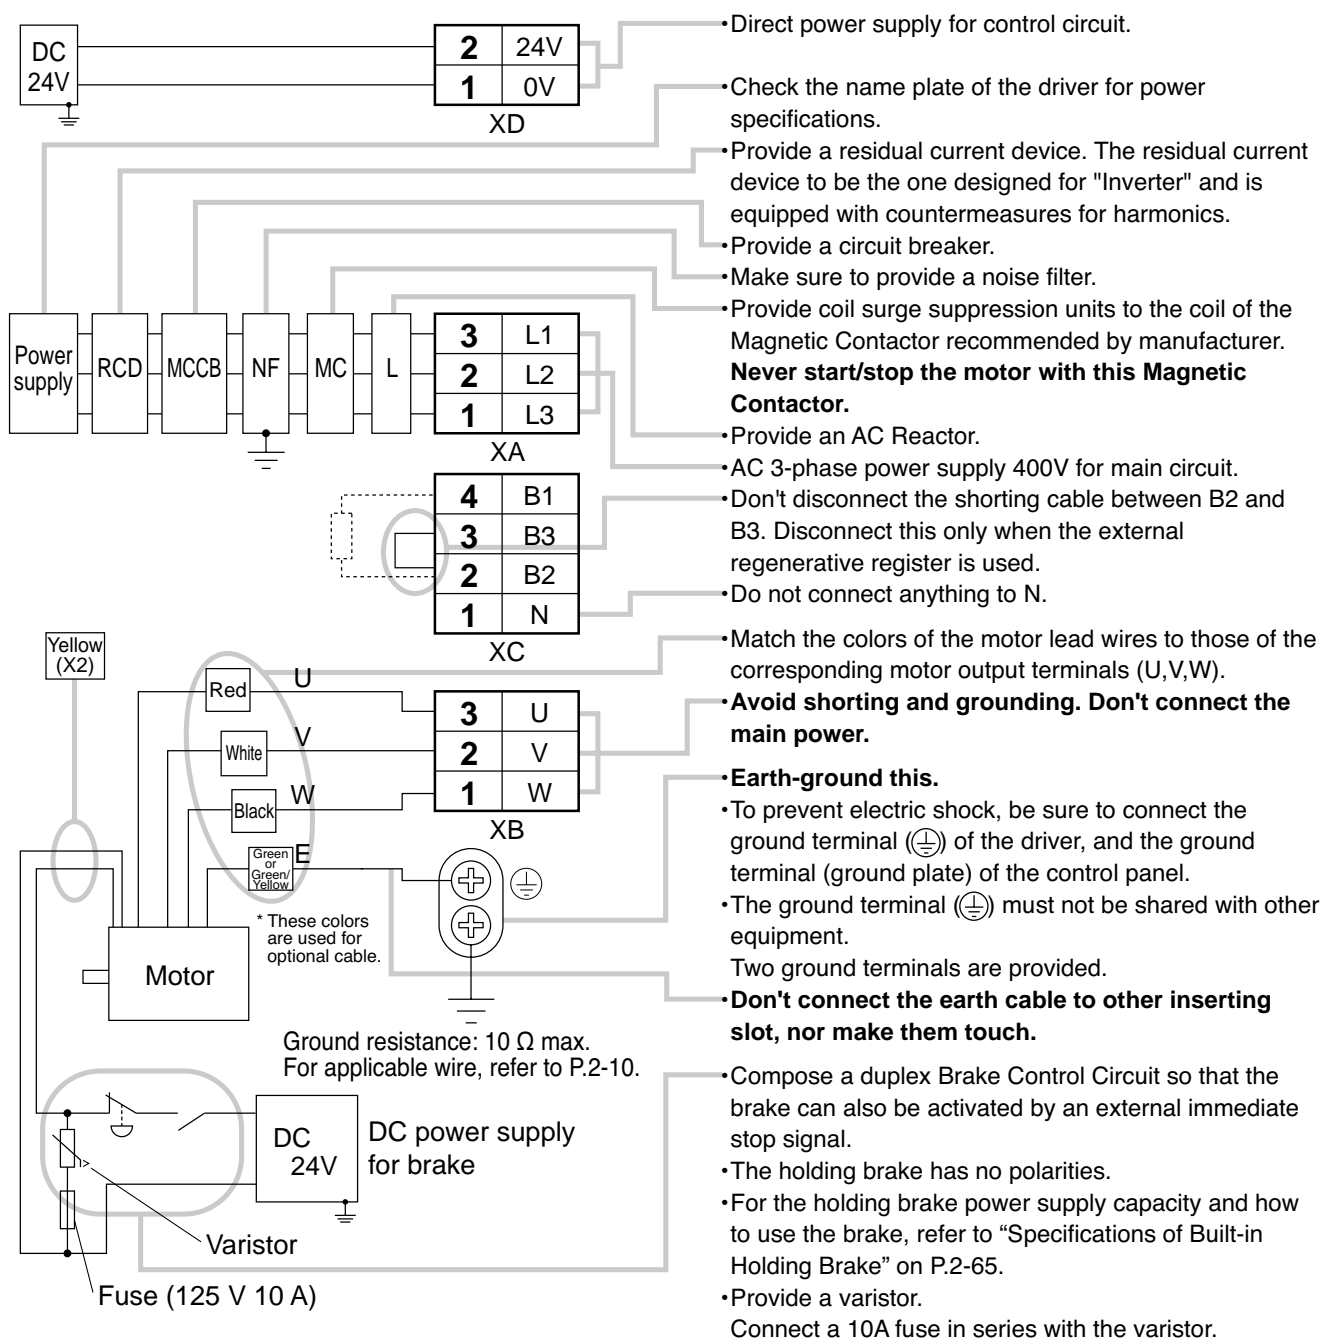 DC
24V
2 24V
1 0V
XD
•Direct power supply for control circuit.
•Check the name plate of the driver for power
specifications.
•Provide a residual current device. The residual current
device to be the one designed for "Inverter" and is
equipped with countermeasures for harmonics.
•Provide a circuit breaker.
•Make sure to provide a noise filter.
•Provide coil surge suppression units to the coil of the
Magnetic Contactor recommended by manufacturer.
Never start/stop the motor with this Magnetic
Contactor.
•Provide an AC Reactor.
•AC 3-phase power supply 400V for main circuit.
•Don't disconnect the shorting cable between B2 and
B3. Disconnect this only when the external
regenerative register is used.
•Do not connect anything to N.
Power
supply
RCD
MCCB
NF
MC
L
3 L1
2 L2
1 L3
XA
4 B1
3 B3
2 B2
1 N
XC
•Match the colors of the motor lead wires to those of the
corresponding motor output terminals (U,V,W).
•Avoid shorting and grounding. Don't connect the
main power.
•Earth-ground this.
•To prevent electric shock, be sure to connect the
ground terminal (⏚) of the driver, and the ground
terminal (ground plate) of the control panel.
•The ground terminal (⏚) must not be shared with other
equipment.
Two ground terminals are provided.
•Don't connect the earth cable to other inserting
slot, nor make them touch.
Yellow
(X2)
Red
U
White
V
Black
W
Green
or
Green/
Yellow
E
3 U
2 V
1 W
XB
* These colors
are used for
optional cable.
Motor
Ground resistance: 10 Ω max.
For applicable wire, refer to P.2-10.
DC
24V
DC power supply
for brake
Varistor
Fuse (125 V 10 A)
•Compose a duplex Brake Control Circuit so that the
brake can also be activated by an external immediate
stop signal.
•The holding brake has no polarities.
•For the holding brake power supply capacity and how
to use the brake, refer to “Specifications of Built-in
Holding Brake” on P.2-65.
•Provide a varistor.
Connect a 10A fuse in series with the varistor.